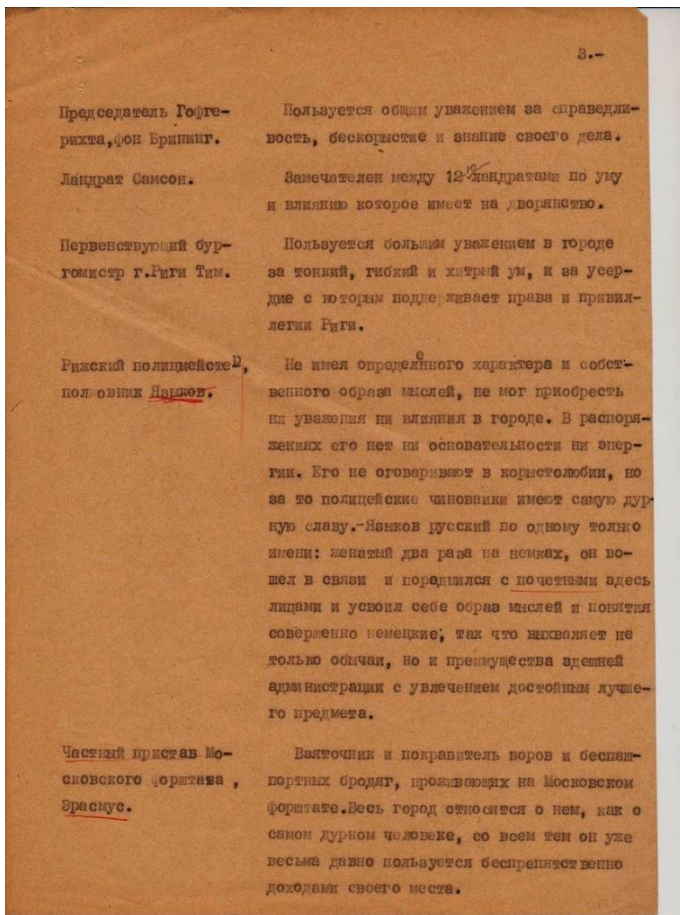 3.-
Председатель Гофге-
рихта,фон Брининг.
Пользуется общим уважением за справедли-
вость, бескорыстие и знание своего дела.
Ландрат Самсон.
Замечателен между 12-ю ландратами по уму
и влиянию которое имеет на дворянство.
Первенствующий бур-
гомистр г.Риги Тим.
Пользуется большим уважением в городе
за тонкий, гибкий и хитрый ум, и за усер-
дие с которым поддерживает права и привил-
легии Риги.
Рижский полицмейстер,
полковник Языков.
Не имея определенного характера и собст-
венного образа мыслей, не мог приобресть
ни уважения ни влияния в городе. В распоря-
жениях его нет ни основательности ни энер-
гии. Его не оговаривают в корыстолюбии, но
за то полицейские чиновники имеют самую дур-
ную славу.-Языков русский по одному только
имени: женатый два раза на немках, он во-
шел в связи и породнился с почетными здесь
лицами и усвоил себе образ мыслей и понятия
совершенно немецкие, так что выхваляет не
только обычаи, но и преимущества здешней
администрации с увлечением достойным лучше-
го предмета.
Частный пристав Мо-
сковского форштата,
Эрасмус.
Взяточник и покравитель воров и беспаш-
портных бродяг, проживающих на Московском
форштате.Весь город относится о нем, как о
самом дурном человеке, со всем тем он уже
весьма давно пользуется беспрепятственно
доходами своего места.